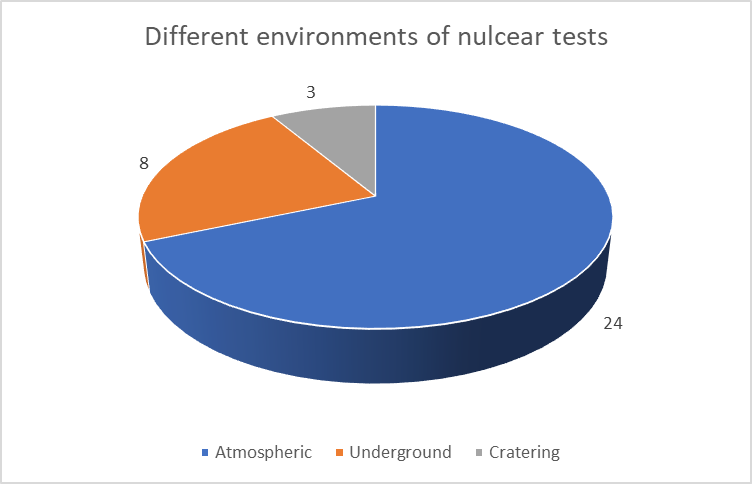 Different environments of nulcear tests
3
8
24
Atmospheric Underground Cratering